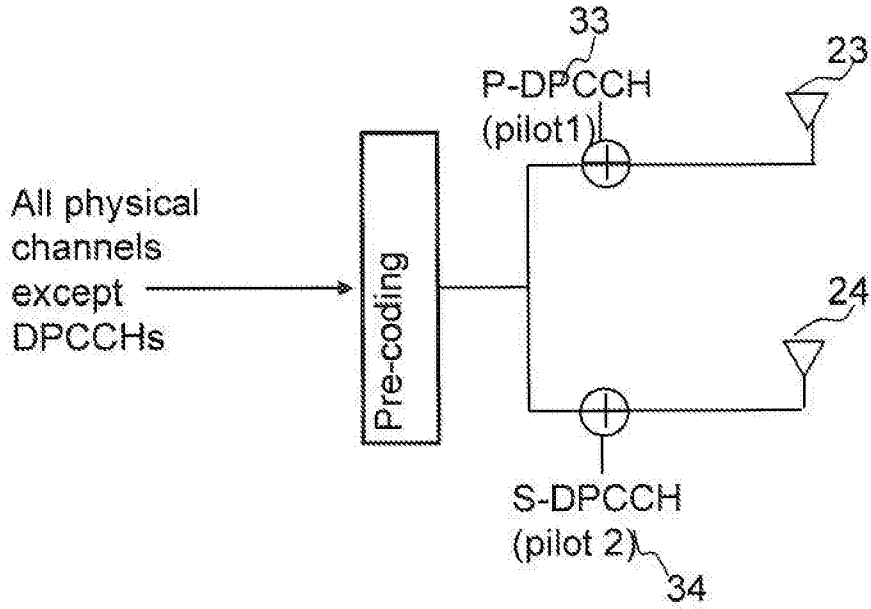 33
P-DPCCH
(pilot1)
23
All physical
channels
except
DPCCHs
Pre-coding
24
S-DPCCH
(pilot 2)
34